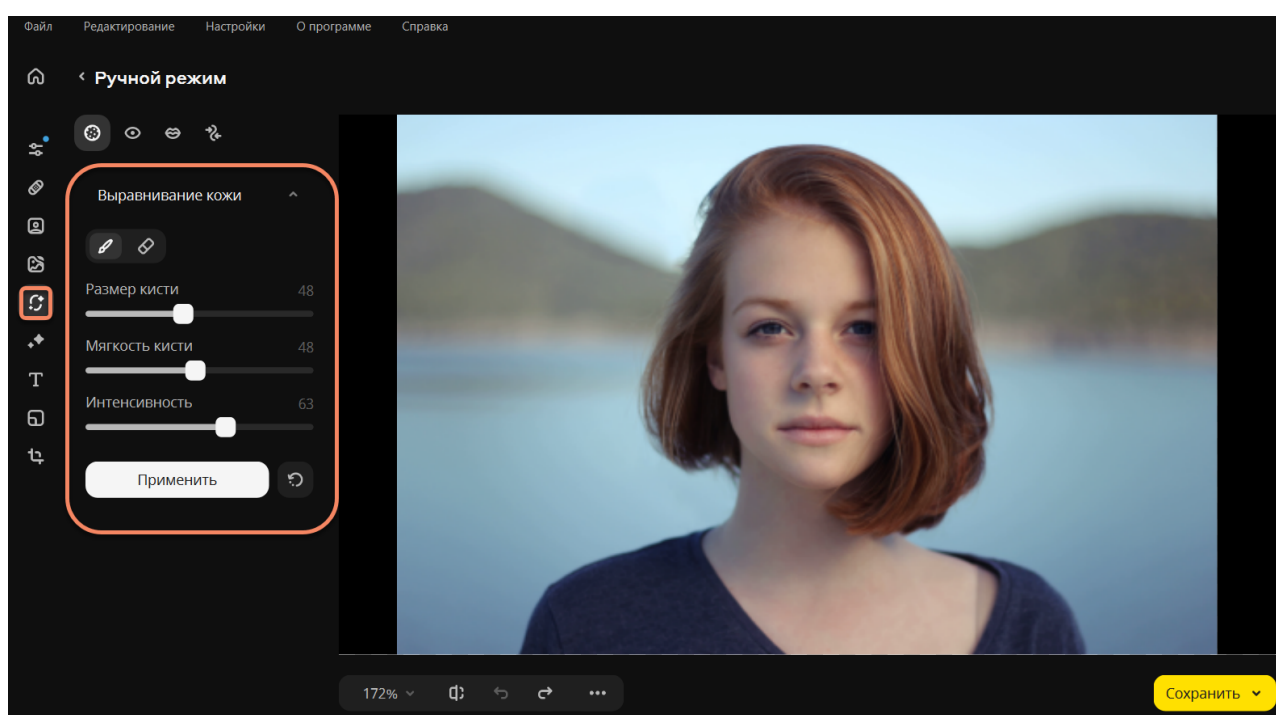 Файл Редактирование Настройки О программе Справка
Ручной режим
Выравнивание кожи
Размер кисти 48
Мягкость кисти 48
Интенсивность 63
Применить
T
172%
Сохранить